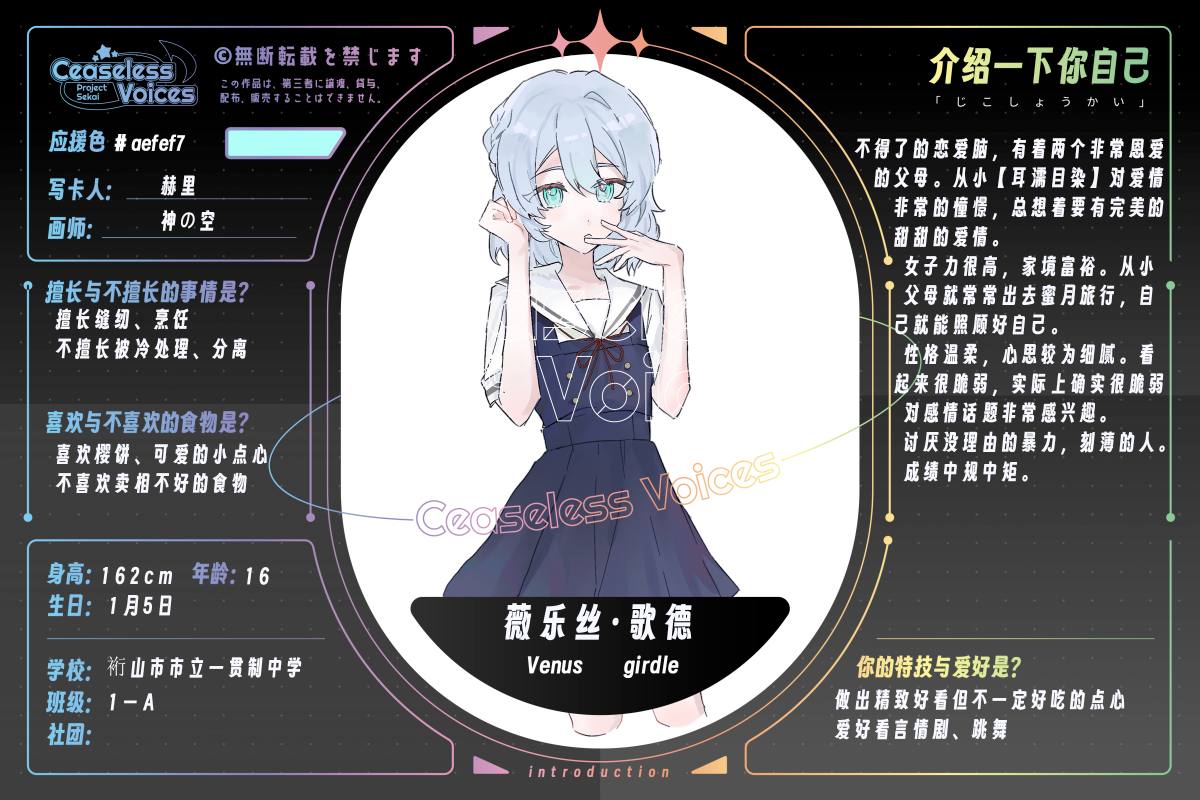 Ceaseless
Project
Sekai
Voices
©無断転載を禁じます
この作品は、第三者に譲渡、貸与、
配布、販売することはできません。
应援色 # aefef7
写卡人: 赫里
画师: 神の空
擅长与不擅长的事情是?
擅长缝纫、烹饪
不擅长被冷处理、分离
喜欢与不喜欢的食物是?
喜欢樱饼、可爱的小点心
不喜欢卖相不好的食物
身高: 162cm 年龄: 16
生日: 1月5日
学校: 裄山市市立一贯制中学
班级: 1-A
社团:
Voi
Ceaseless Voices
薇乐丝·歌德
Venus girdle
introduction
介绍一下你自己
「じこしょうかい」
不得了的恋爱脑，有着两个非常恩爱
的父母。从小【耳濡目染】对爱情
非常的憧憬，总想着要有完美的
甜甜的爱情。
女子力很高，家境富裕。从小
父母就常常出去蜜月旅行，自
己就能照顾好自己。
性格温柔，心思较为细腻。看
起来很脆弱，实际上确实很脆弱
对感情话题非常感兴趣。
讨厌没理由的暴力，刻薄的人。
成绩中规中矩。
你的特技与爱好是?
做出精致好看但不一定好吃的点心
爱好看言情剧、跳舞